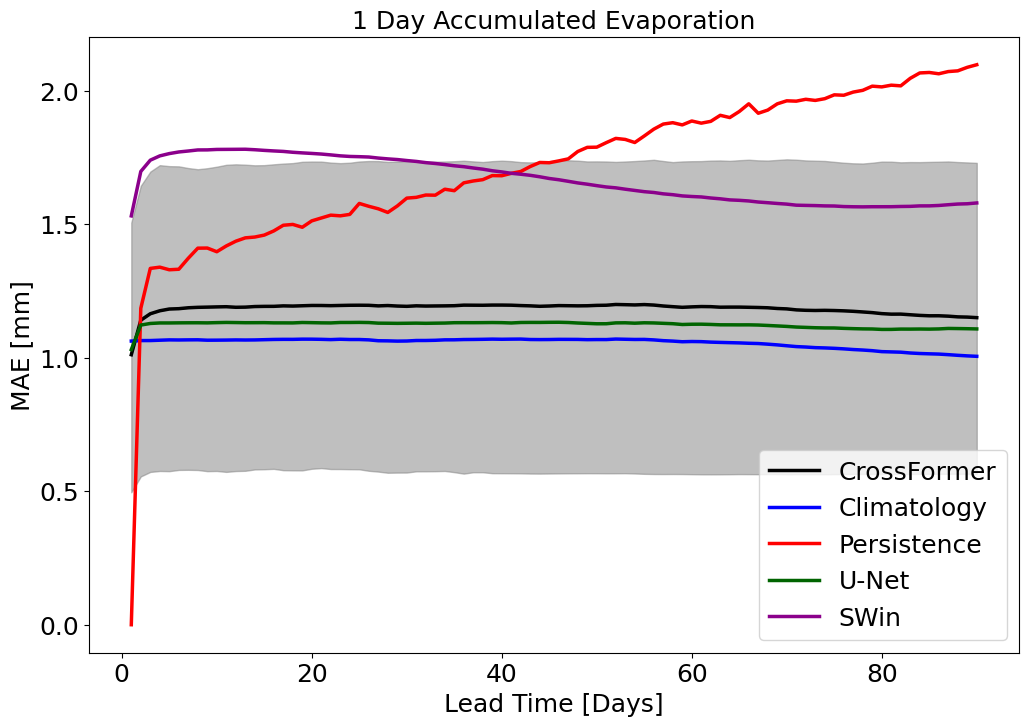 1 Day Accumulated Evaporation
MAE [mm]
2.0
1.5
1.0
0.5
0.0
0 20 40 60 80
Lead Time [Days]
CrossFormer
Climatology
Persistence
U-Net
SWin